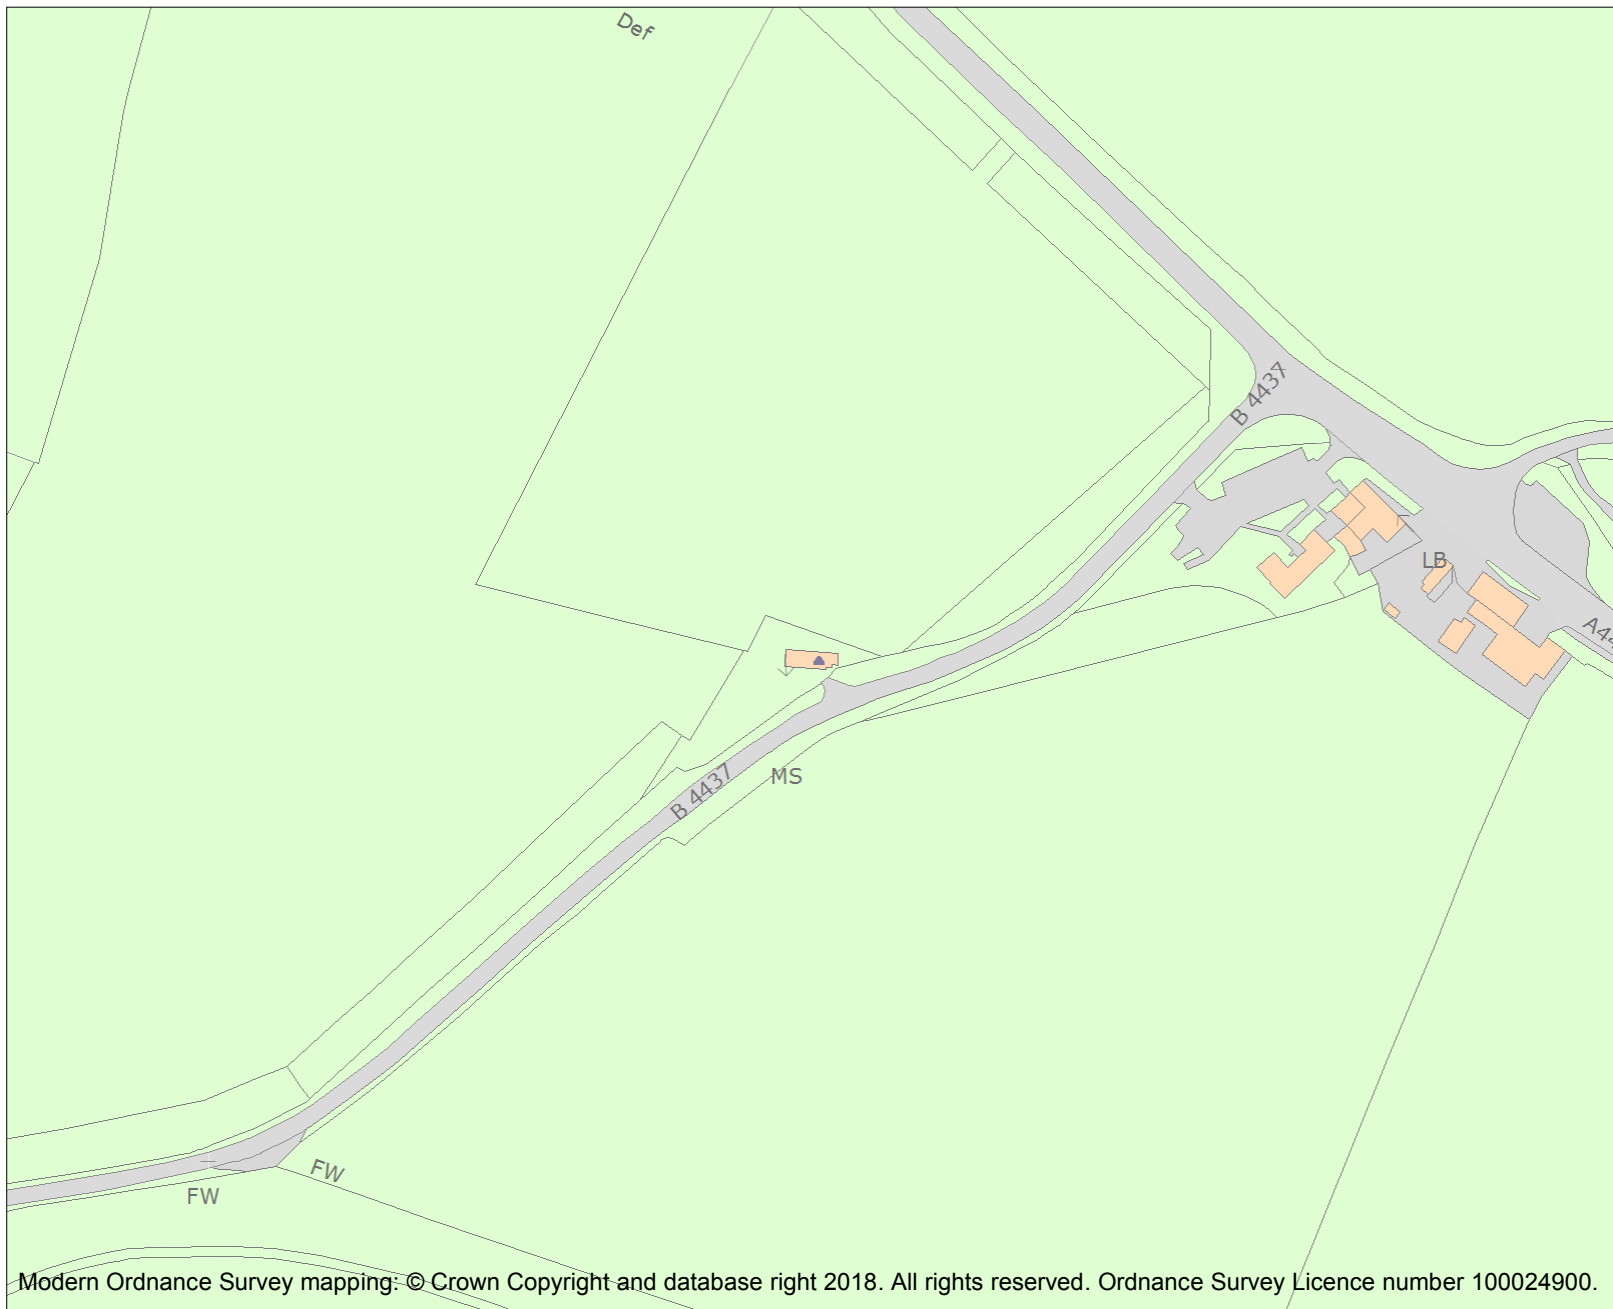 Def
B 4437
LB
A44
MS
B 4437
FW
FW
Modern Ordnance Survey mapping: © Crown Copyright and database right 2018. All rights reserved. Ordnance Survey Licence number 100024900.